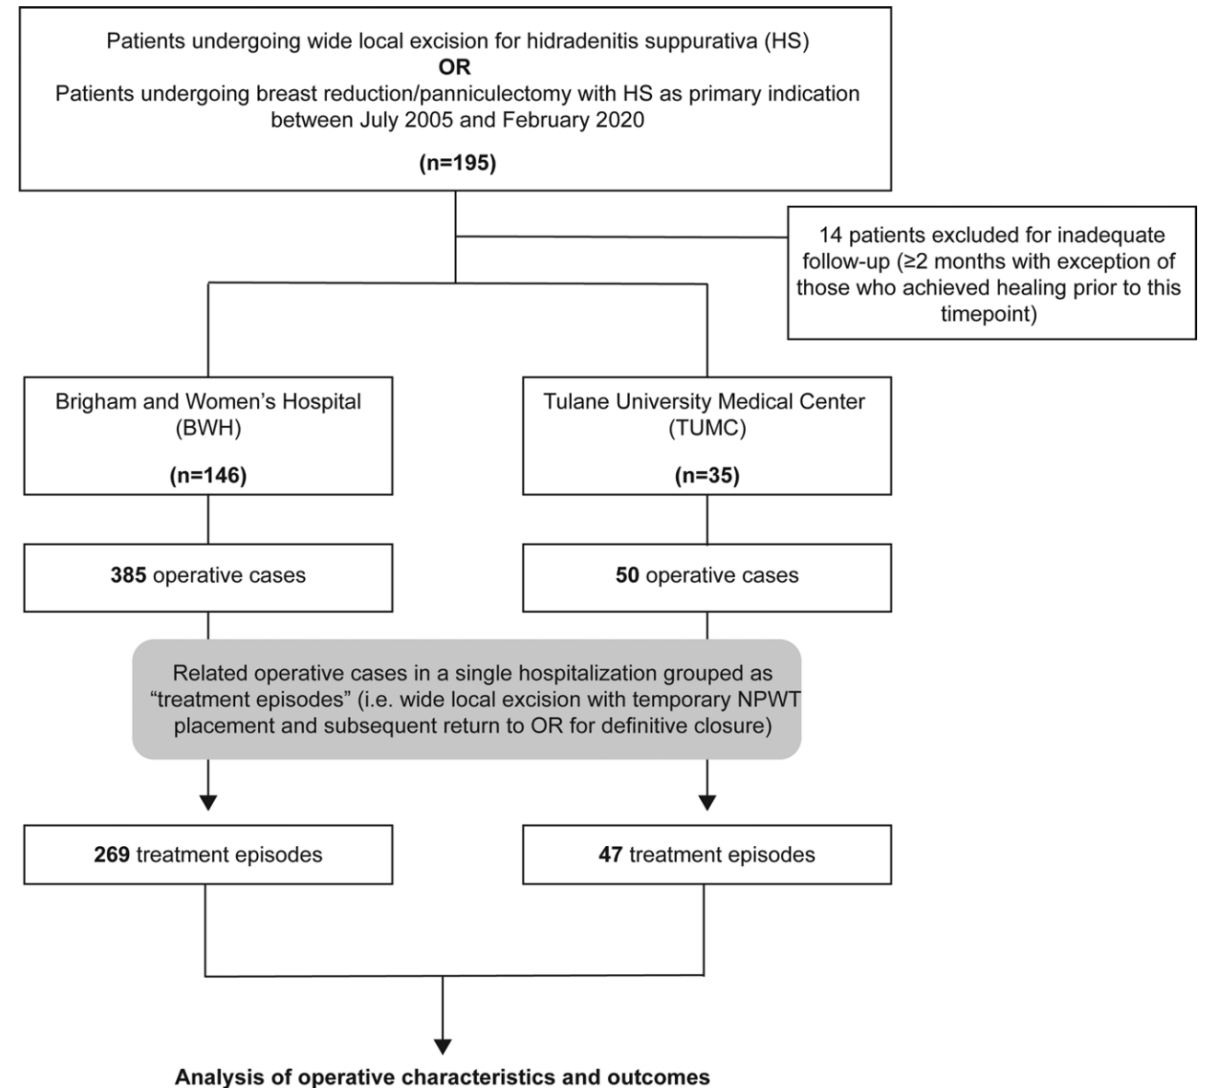 Patients undergoing wide local excision for hidradenitis suppurativa (HS)
OR
Patients undergoing breast reduction/panniculectomy with HS as primary indication
between July 2005 and February 2020
(n=195)
14 patients excluded for inadequate
follow-up (≥2 months with exception of
those who achieved healing prior to this
timepoint)
Brigham and Women's Hospital
(BWH)
(n=146)
Tulane University Medical Center
(TUMC)
(n=35)
385 operative cases
50 operative cases
Related operative cases in a single hospitalization grouped as
“treatment episodes” (i.e. wide local excision with temporary NPWT
placement and subsequent return to OR for definitive closure)
269 treatment episodes
47 treatment episodes
Analysis of operative characteristics and outcomes